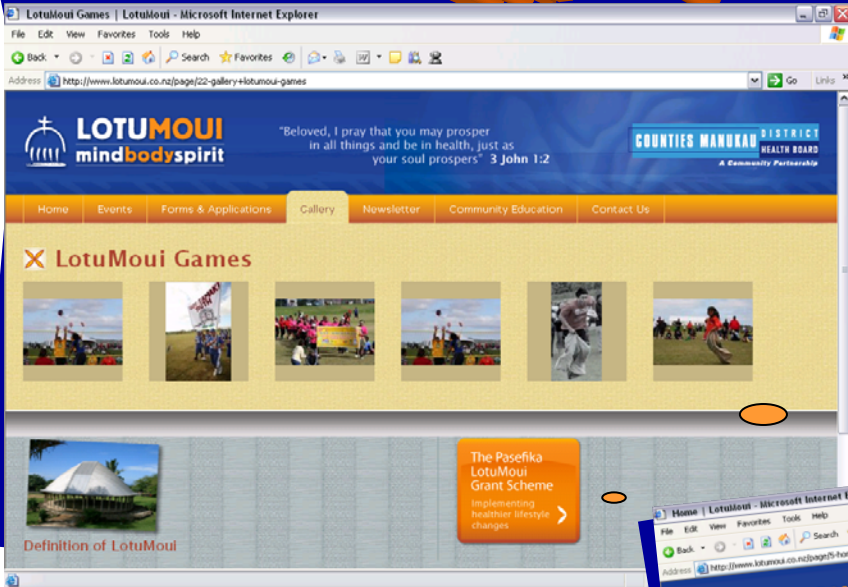 LotuMoui Games | LotuMoui - Microsoft Internet Explorer
File Edit View Favorites Tools Help
Back Search Favorites
Address http://www.lotumoui.co.nz/page/22-gallery+lotumoui-games Go Links
LOTUMOUI
mindbodyspirit
"Beloved, I pray that you may prosper
in all things and be in health, just as
your soul prospers" 3 John 1:2
COUNTIES MANUKAU DISTRICT
HEALTH BOARD
A Community Partnership
Home Events Forms & Applications Gallery Newsletter Community Education Contact Us
LotuMoui Games
The Pasefika
LotuMoui
Grant Scheme
Implementing
healthier lifestyle
changes
Definition of LotuMoui
Home | LotuMoui - Microsoft Internet
File Edit View Favorites Tools Help
Back Search
Address http://www.lotumoui.co.nz/page/5-hom